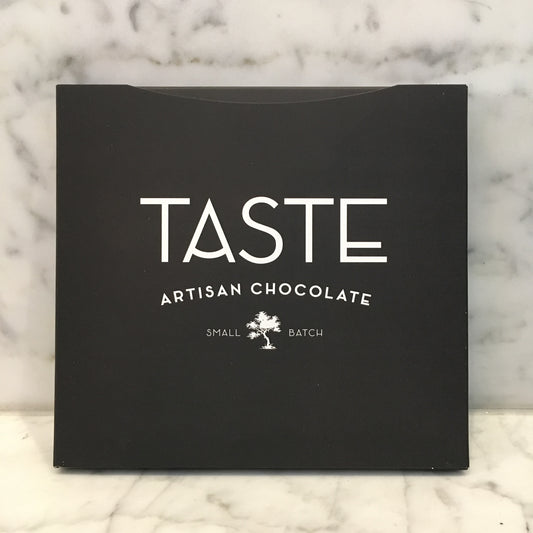 TASTE
ARTISAN CHOCOLATE
SMALL BATCH